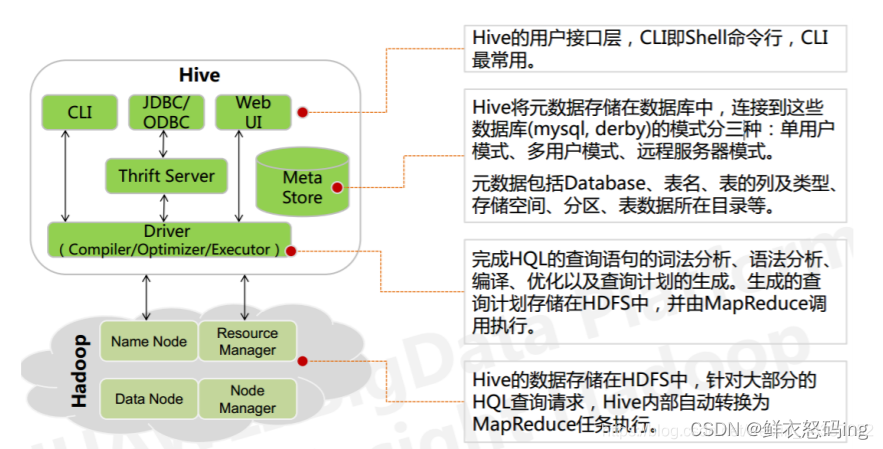 Hive
CLI
JDBC/
ODBC
Web
UI
Thrift Server
Meta
Store
Driver
( Compiler/Optimizer/Executor )
Hadoop
Name Node
Resource
Manager
Data Node
Node
Manager
Hive的用户接口层，CLI即Shell命令行，CLI
最常用。
Hive将元数据存储在数据库中，连接到这些
数据库(mysql, derby)的模式分三种：单用户
模式、多用户模式、远程服务器模式。
元数据包括Database、表名、表的列及类型、
存储空间、分区、表数据所在目录等。
完成HQL的查询语句的词法分析、语法分析、
编译、优化以及查询计划的生成。生成的查
询计划存储在HDFS中，并由MapReduce调
用执行。
Hive的数据存储在HDFS中，针对大部分的
HQL查询请求，Hive内部自动转换为
MapReduce任务执行。
BigData Platform
Hadoop
CSDN @鲜衣怒码ing